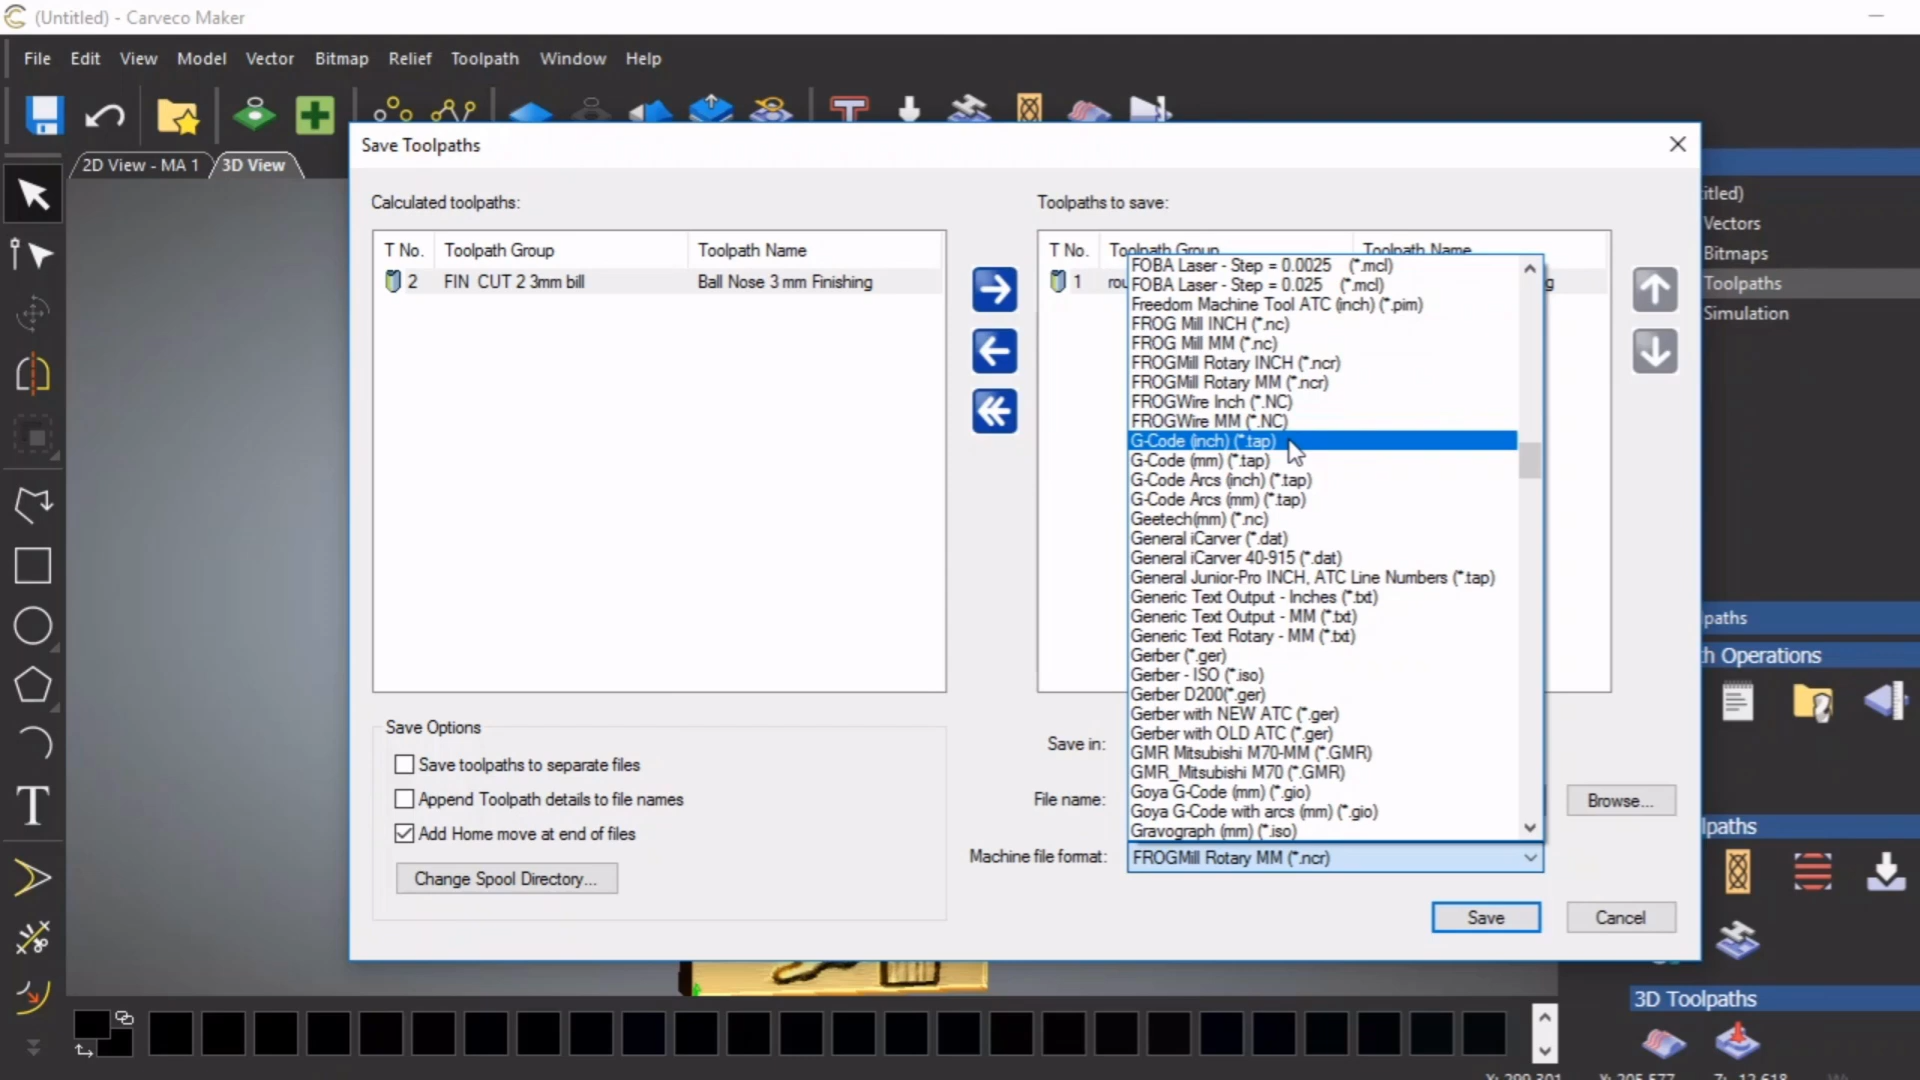 (Untitled) - Carveco Maker
File Edit View Model Vector Bitmap Relief Toolpath Window Help
2D View - MA 1 3D View
Save Toolpaths
Calculated toolpaths:
T No. Toolpath Group Toolpath Name
2 FIN CUT 2 3mm bill Ball Nose 3 mm Finishing
Toolpaths to save:
T No. Toolpath Group Toolpath Name
1
FOBA Laser - Step = 0.0025 (*.mcl)
FOBA Laser - Step = 0.025 (*.mcl)
Freedom Machine Tool ATC (inch) (*.pim)
FROG Mill INCH (*.nc)
FROG Mill MM (*.nc)
FROGMill Rotary INCH (*.ncr)
FROGMill Rotary MM (*.ncr)
FROGWire Inch (*.NC)
FROGWire MM (*.NC)
G-Code (inch) (*.tap)
G-Code (mm) (*.tap)
G-Code Arcs (inch) (*.tap)
G-Code Arcs (mm) (*.tap)
Geetech(mm) (*.nc)
General iCarver (*.dat)
General iCarver 40-915 (*.dat)
General Junior-Pro INCH, ATC Line Numbers (*.tap)
Generic Text Output - Inches (*.txt)
Generic Text Output - MM (*.txt)
Generic Text Rotary - MM (*.txt)
Gerber (*.ger)
Gerber - ISO (*.iso)
Gerber D200(*.ger)
Gerber with NEW ATC (*.ger)
Gerber with OLD ATC (*.ger)
GMR Mitsubishi M70-MM (*.GMR)
GMR_Mitsubishi M70 (*.GMR)
Goya G-Code (mm) (*.gio)
Goya G-Code with arcs (mm) (*.gio)
Gravograph (mm) (*.iso)
Save Options
Save toolpaths to separate files
Append Toolpath details to file names
Add Home move at end of files
Change Spool Directory...
Save in:
File name:
Browse...
Machine file format: FROGMill Rotary MM (*.ncr)
Save Cancel
itled)
Vectors
Bitmaps
Toolpaths
Simulation
paths
h Operations
lpaths
3D Toolpaths
T